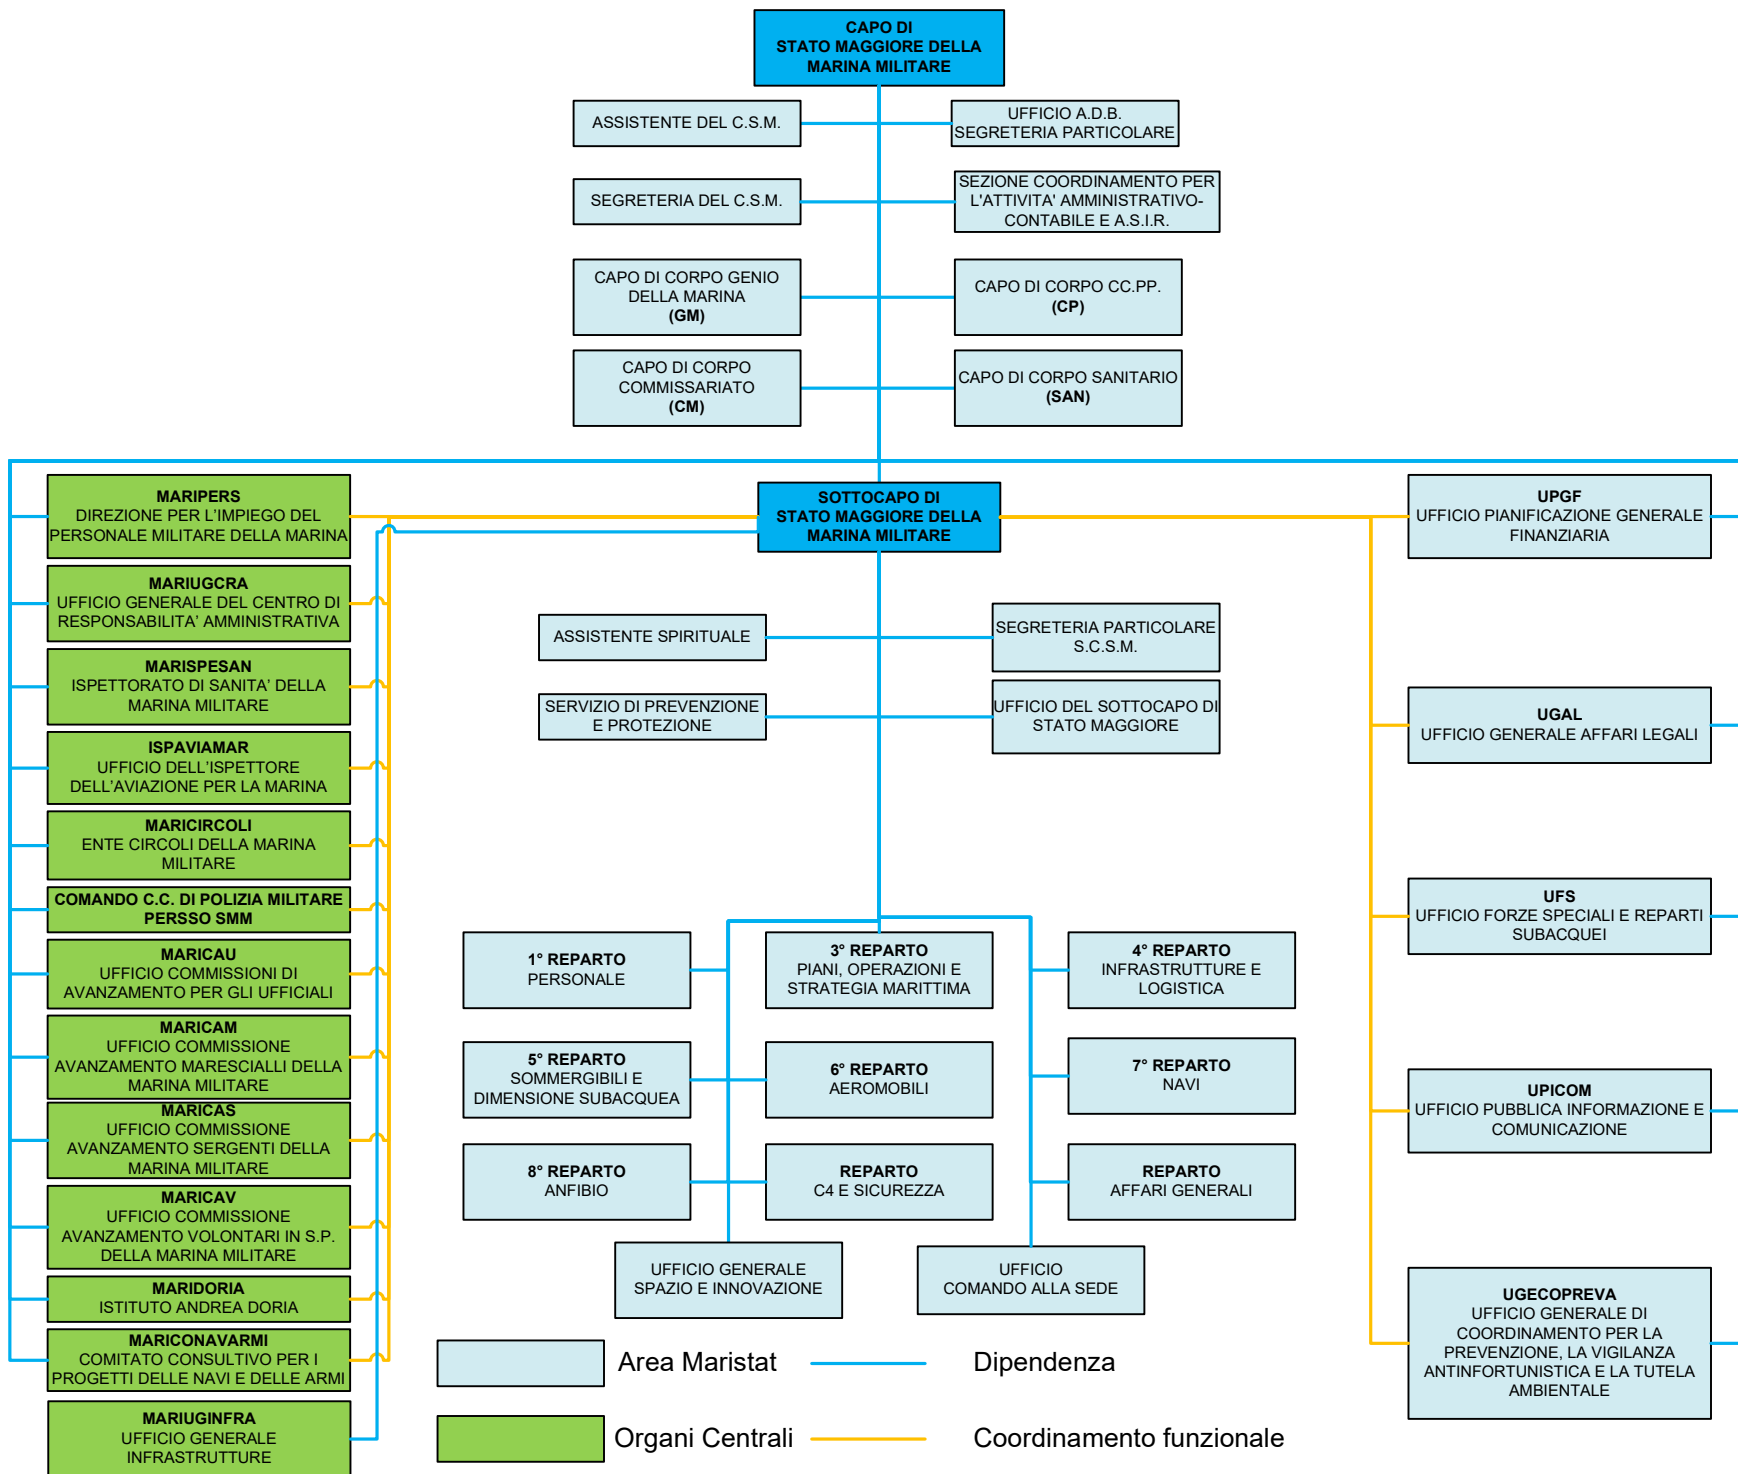 CAPO DI
STATO MAGGIORE DELLA
MARINA MILITARE
ASSISTENTE DEL C.S.M.
UFFICIO A.D.B.
SEGRETERIA PARTICOLARE
SEGRETERIA DEL C.S.M.
SEZIONE COORDINAMENTO PER
L'ATTIVITA' AMMINISTRATIVO-
CONTABILE E A.S.I.R.
CAPO DI CORPO GENIO
DELLA MARINA
(GM)
CAPO DI CORPO CC.PP.
(CP)
CAPO DI CORPO
COMMISSARIATO
(CM)
CAPO DI CORPO SANITARIO
(SAN)
MARIPERS
DIREZIONE PER L'IMPIEGO DEL
PERSONALE MILITARE DELLA MARINA
MARIUGCRA
UFFICIO GENERALE DEL CENTRO DI
RESPONSABILITA' AMMINISTRATIVA
MARISPESAN
ISPETTORATO DI SANITA' DELLA
MARINA MILITARE
ISPAVIAMAR
UFFICIO DELL'ISPETTORE
DELL'AVIAZIONE PER LA MARINA
MARICIRCOLI
ENTE CIRCOLI DELLA MARINA
MILITARE
COMANDO C.C. DI POLIZIA MILITARE
PERSSO SMM
MARICAU
UFFICIO COMMISSIONI DI
AVANZAMENTO PER GLI UFFICIALI
MARICAM
UFFICIO COMMISSIONE
AVANZAMENTO MARESCIALLI DELLA
MARINA MILITARE
MARICAS
UFFICIO COMMISSIONE
AVANZAMENTO SERGENTI DELLA
MARINA MILITARE
MARICAV
UFFICIO COMMISSIONE
AVANZAMENTO VOLONTARI IN S.P.
DELLA MARINA MILITARE
MARIDORIA
ISTITUTO ANDREA DORIA
MARICONAVARMI
COMITATO CONSULTIVO PER I
PROGETTI DELLE NAVI E DELLE ARMI
MARIUGINFRA
UFFICIO GENERALE
INFRASTRUTTURE
SOTTOCAPO DI
STATO MAGGIORE DELLA
MARINA MILITARE
ASSISTENTE SPIRITUALE
SEGRETERIA PARTICOLARE
S.C.S.M.
SERVIZIO DI PREVENZIONE
E PROTEZIONE
UFFICIO DEL SOTTOCAPO DI
STATO MAGGIORE
1° REPARTO
PERSONALE
3° REPARTO
PIANI, OPERAZIONI E
STRATEGIA MARITTIMA
4° REPARTO
INFRASTRUTTURE E
LOGISTICA
5° REPARTO
SOMMERGIBILI E
DIMENSIONE SUBACQUEA
6° REPARTO
AEROMOBILI
7° REPARTO
NAVI
8° REPARTO
ANFIBIO
REPARTO
C4 E SICUREZZA
REPARTO
AFFARI GENERALI
UFFICIO GENERALE
SPAZIO E INNOVAZIONE
UFFICIO
COMANDO ALLA SEDE
UPGF
UFFICIO PIANIFICAZIONE GENERALE
FINANZIARIA
UGAL
UFFICIO GENERALE AFFARI LEGALI
UFS
UFFICIO FORZE SPECIALI E REPARTI
SUBACQUEI
UPICOM
UFFICIO PUBBLICA INFORMAZIONE E
COMUNICAZIONE
UGECOPREVA
UFFICIO GENERALE DI
COORDINAMENTO PER LA
PREVENZIONE, LA VIGILANZA
ANTINFORTUNISTICA E LA TUTELA
AMBIENTALE
Area Maristat
Dipendenza
Organi Centrali
Coordinamento funzionale